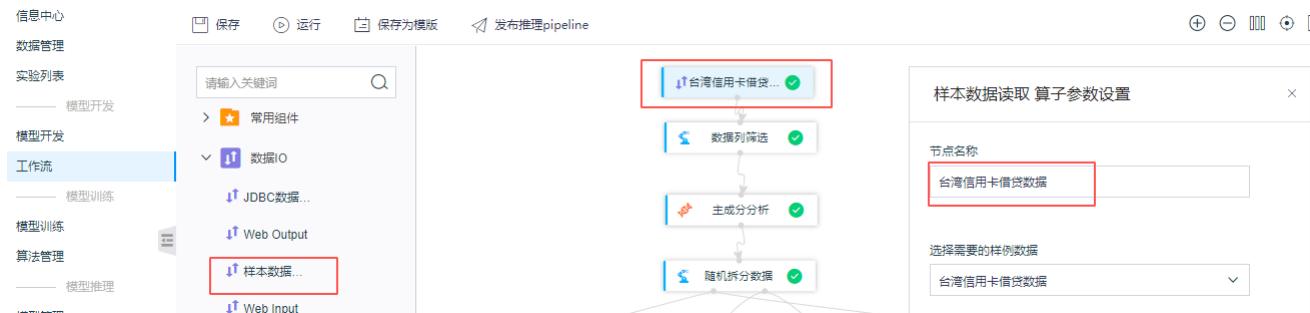 信息中心
数据管理
实验列表
模型开发
模型开发
工作流
模型训练
模型训练
算法管理
模型推理
保存
运行
保存为模版
发布推理pipeline
请输入关键词
常用组件
数据IO
JDBC数据...
Web Output
样本数据...
Web Input
台湾信用卡借贷...
数据列筛选
主成分分析
随机拆分数据
样本数据读取 算子参数设置
节点名称
台湾信用卡借贷数据
选择需要的样例数据
台湾信用卡借贷数据